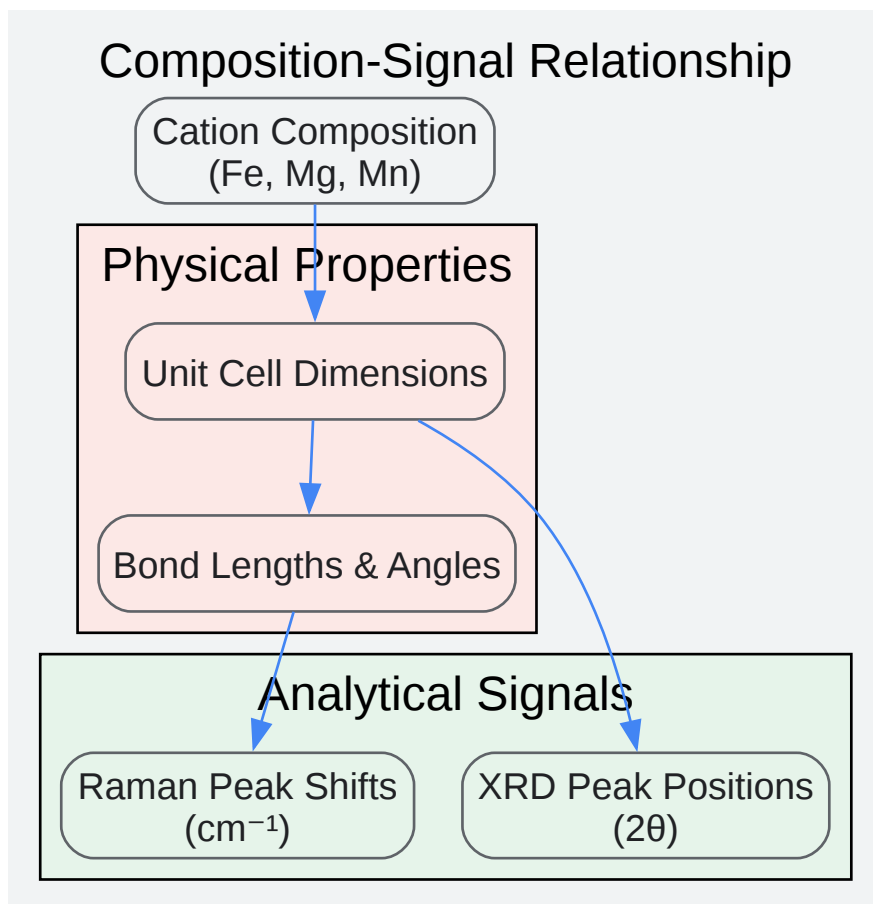 Composition-Signal Relationship
Cation Composition
(Fe, Mg, Mn)
Physical Properties
Unit Cell Dimensions
Bond Lengths & Angles
Analytical Signals
Raman Peak Shifts
(cm⁻¹)
XRD Peak Positions
(2θ)